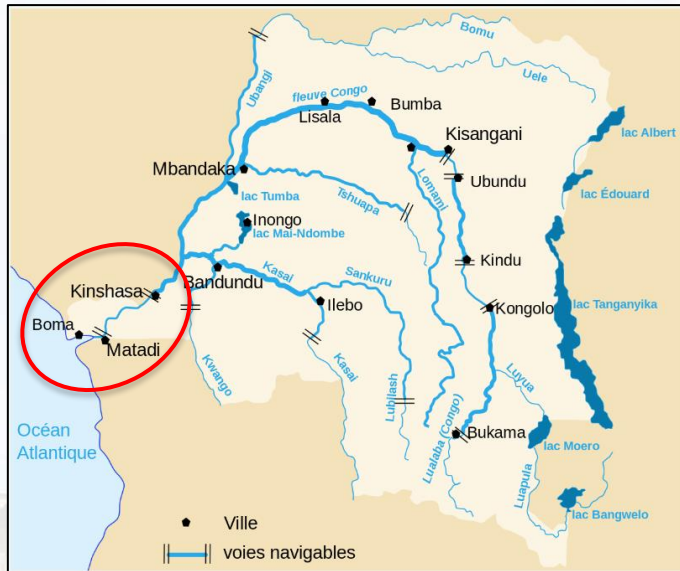 Bomu
Uele
Ubangi
fleuve Congo
Lisala
Bumba
Kisangani
lac Albert
Mbandaka
Ubundu
lac Édouard
lac Tumba
Tshuapa
Lomami
Inongo
lac Mai-Ndombe
Kindu
Kinshasa
Bandundu
Kasai
Sankuru
Ilebo
Kongolo
lac Tanganyika
Boma
Matadi
Kwango
Kasai
Lubilash
Luyua
Lualaba (Congo)
Bukama
lac Moero
Luapula
lac Bangwelo
Océan
Atlantique
Ville
voies navigables